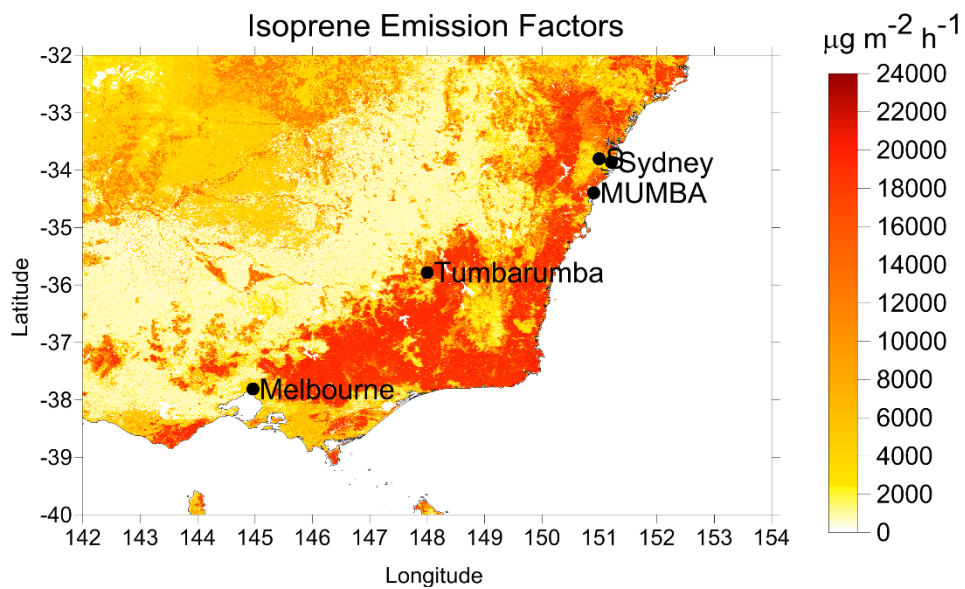 Isoprene Emission Factors
μg m-2 h-1
-32
-33
-34
-35
-36
-37
-38
-39
-40
Latitude
S
Sydney
MUMBA
Tumbarumba
Melbourne
142 143 144 145 146 147 148 149 150 151 152 153 154
Longitude
24000
22000
20000
18000
16000
14000
12000
10000
8000
6000
4000
2000
0